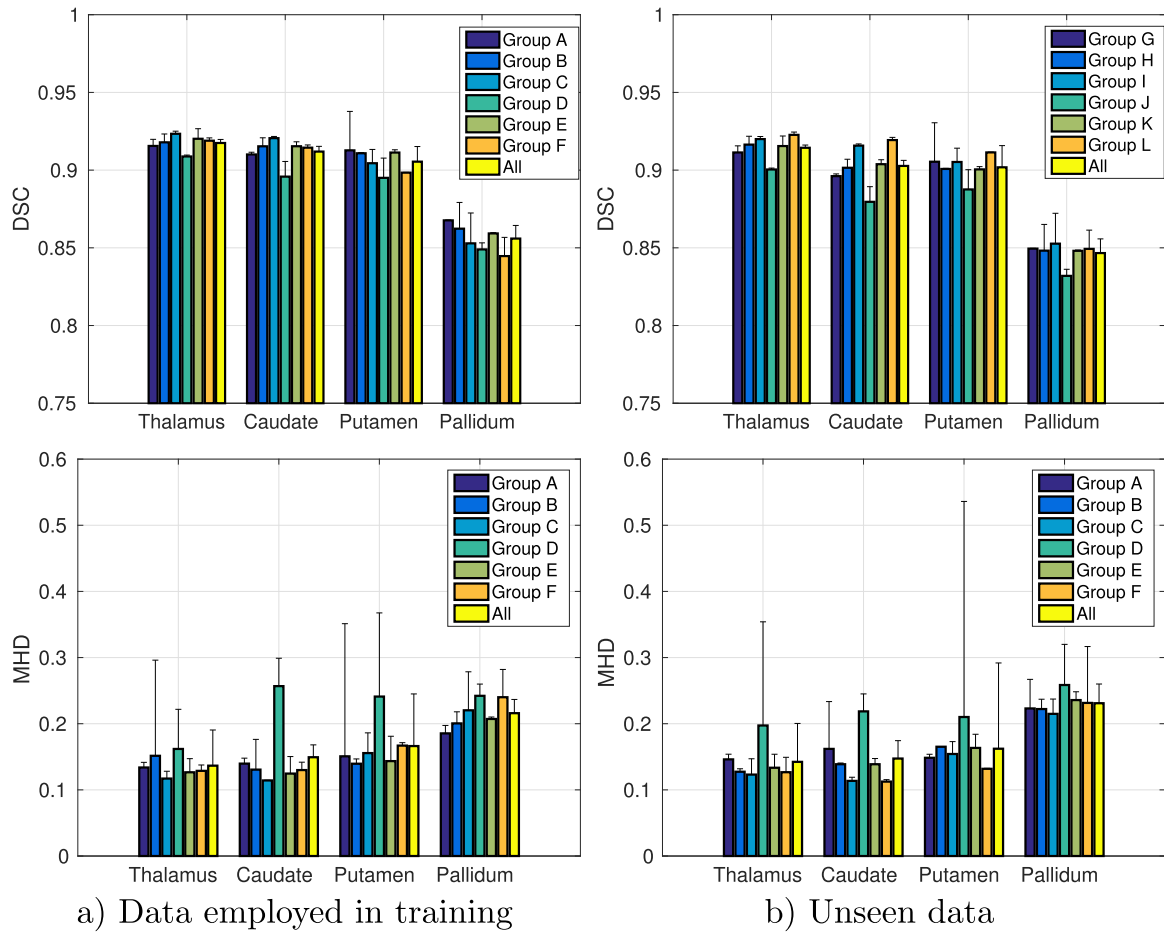 1
0.95
0.9
0.85
0.8
0.75
DSC
Thalamus Caudate Putamen Pallidum
Group A
Group B
Group C
Group D
Group E
Group F
All
1
0.95
0.9
0.85
0.8
0.75
DSC
Thalamus Caudate Putamen Pallidum
Group G
Group H
Group I
Group J
Group K
Group L
All
0.6
0.5
0.4
0.3
0.2
0.1
0
MHD
Thalamus Caudate Putamen Pallidum
Group A
Group B
Group C
Group D
Group E
Group F
All
0.6
0.5
0.4
0.3
0.2
0.1
0
MHD
Thalamus Caudate Putamen Pallidum
Group A
Group B
Group C
Group D
Group E
Group F
All
a) Data employed in training
b) Unseen data